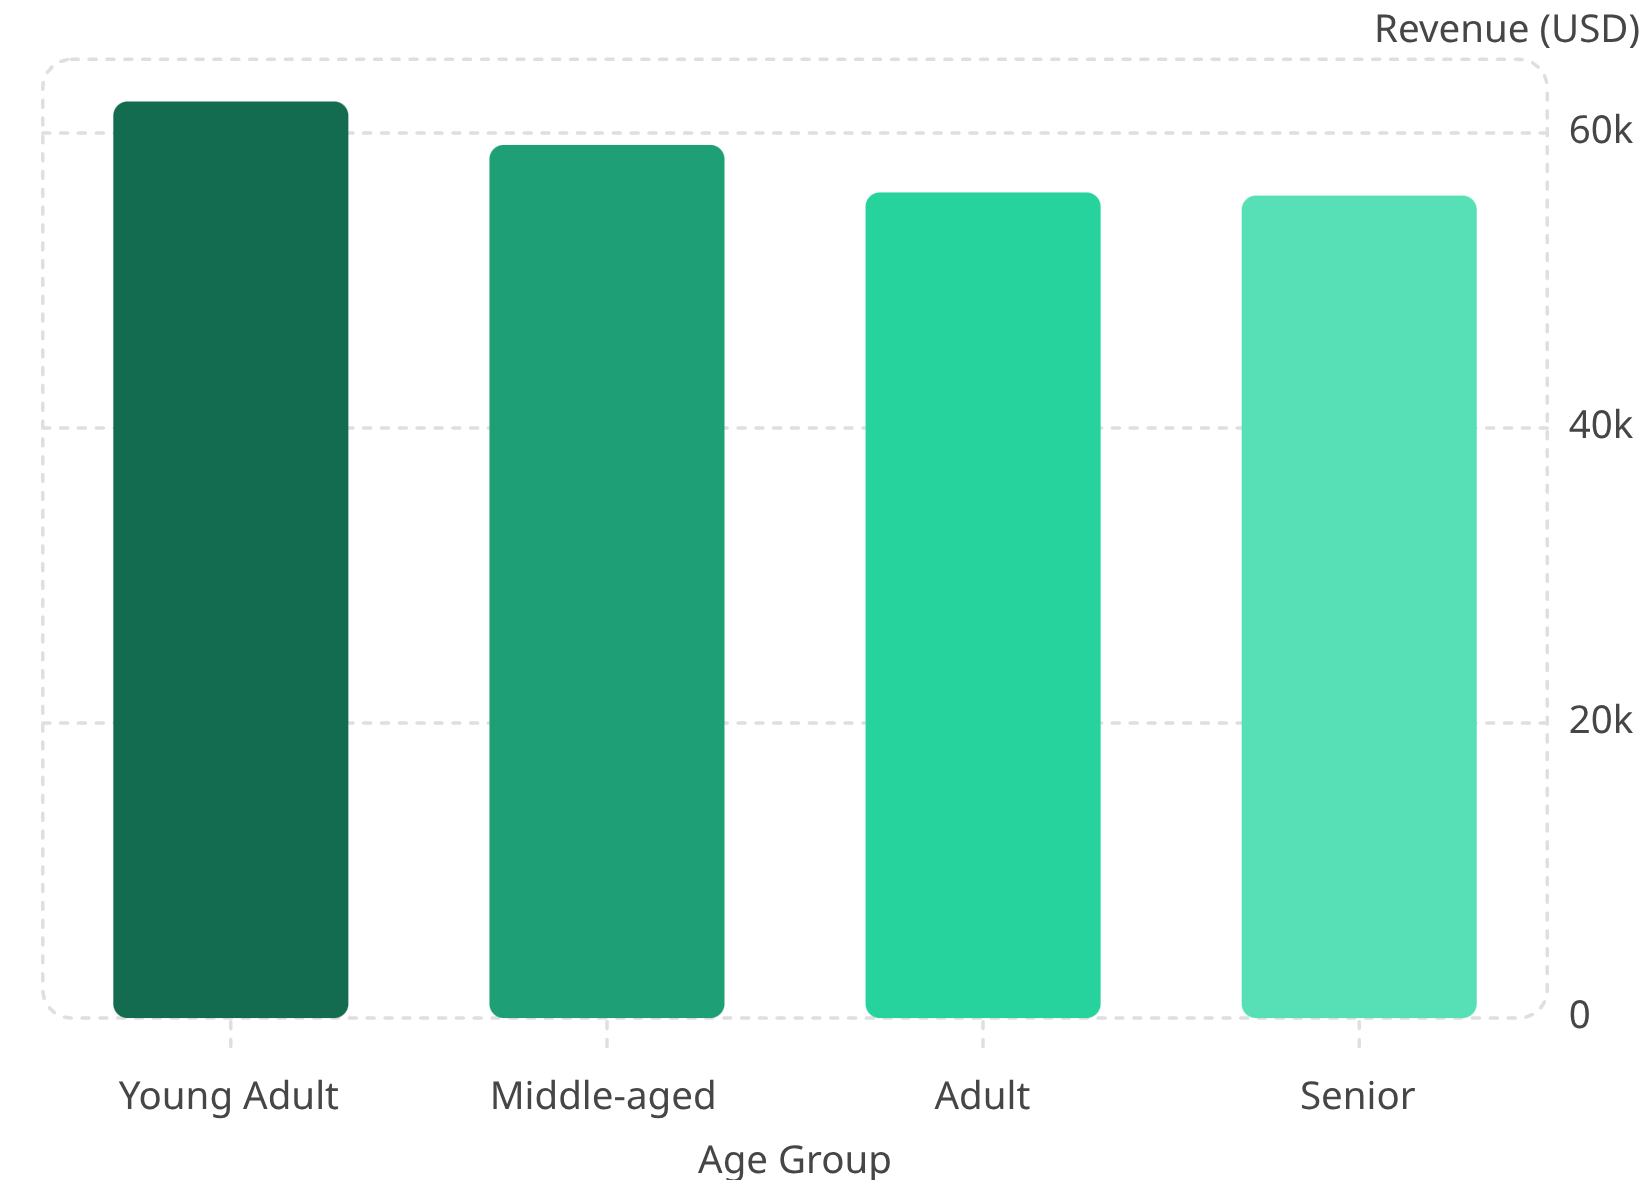 Revenue (USD)
60k
40k
20k
0
Young Adult
Middle-aged
Adult
Senior
Age Group